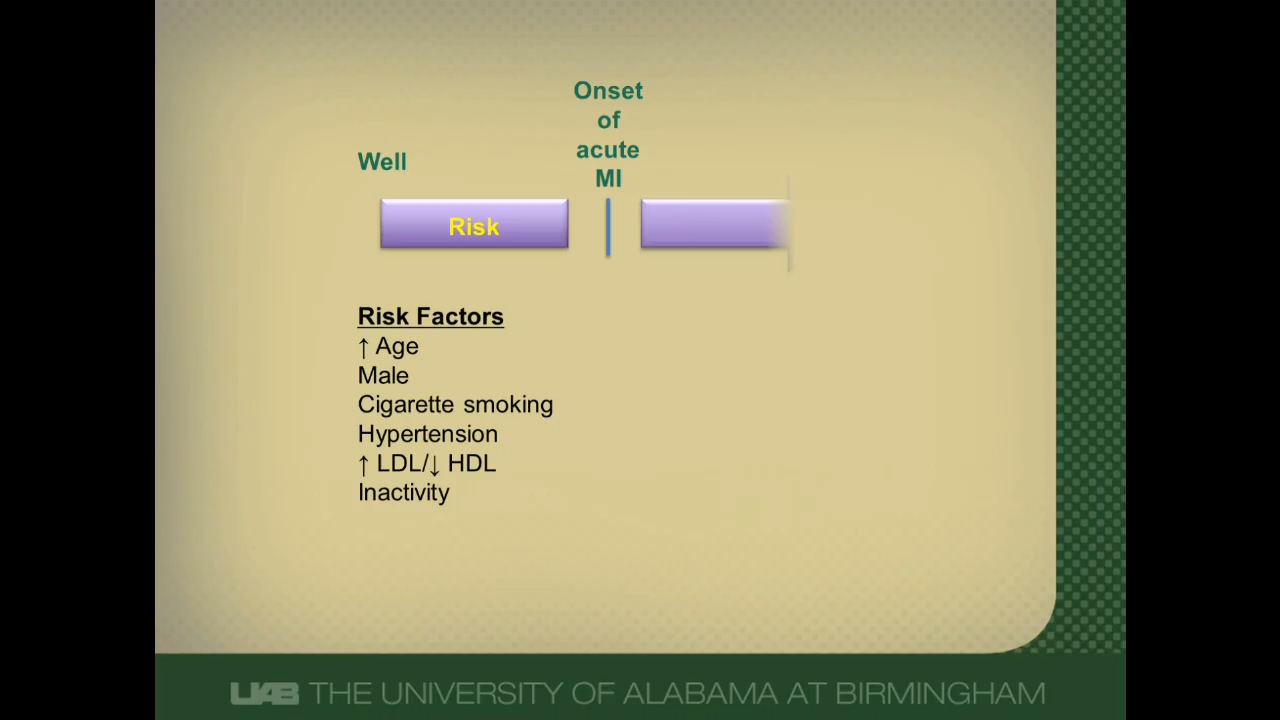 Onset
of
acute
MI
Well
Risk
Risk Factors
↑ Age
Male
Cigarette smoking
Hypertension
↑ LDL/↓ HDL
Inactivity
UAB THE UNIVERSITY OF ALABAMA AT BIRMINGHAM